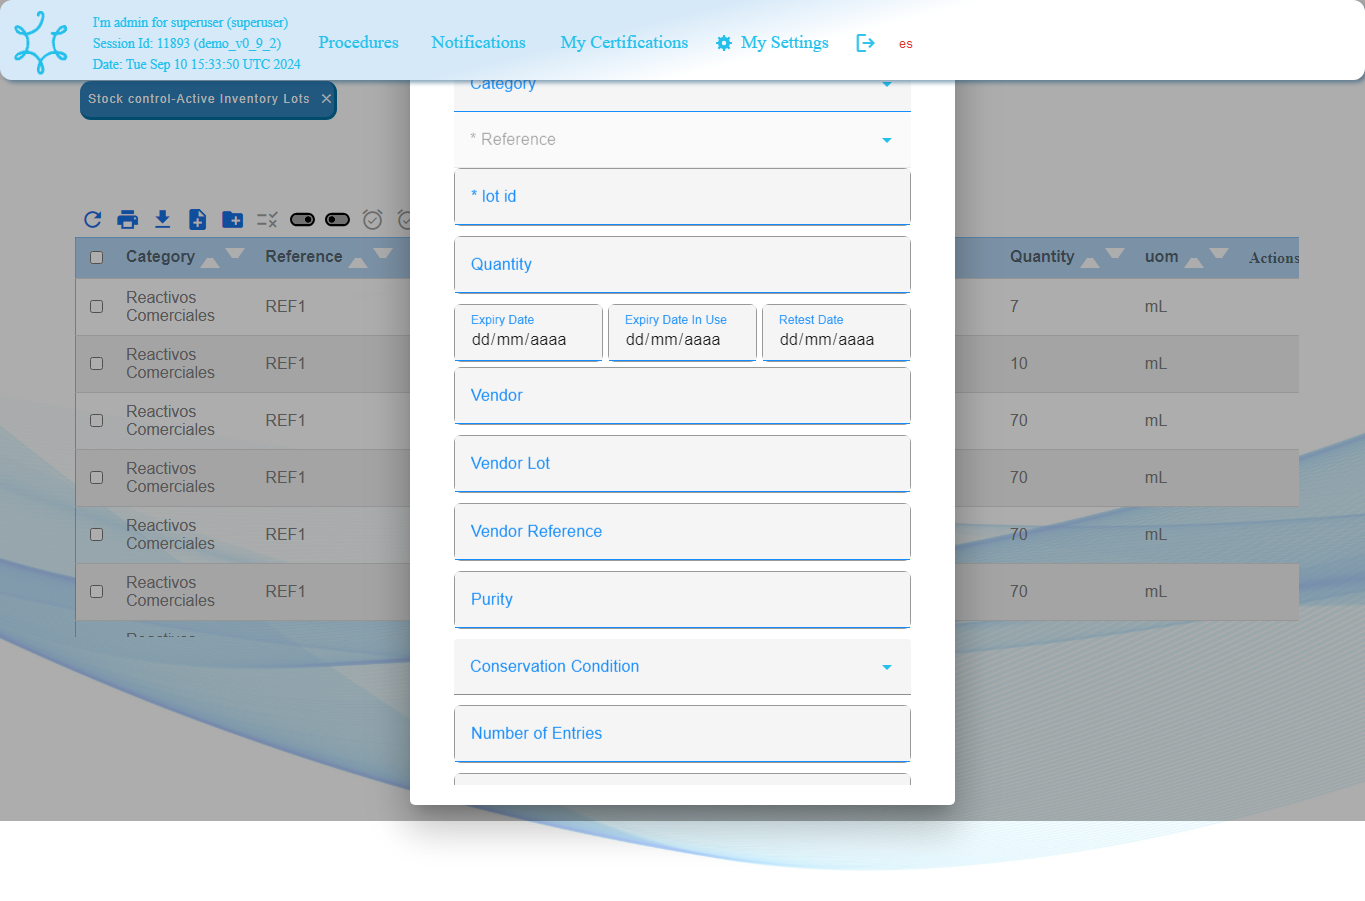 I'm admin for superuser (superuser)
Session Id: 11893 (demo_v0_9_2)
Date: Tue Sep 10 15:33:50 UTC 2024
Procedures
Notifications
My Certifications
My Settings
es
Stock control-Active Inventory Lots ×
Category Reference Quantity uom Actions
Reactivos Comerciales REF1 7 mL
Reactivos Comerciales REF1 10 mL
Reactivos Comerciales REF1 70 mL
Reactivos Comerciales REF1 70 mL
Reactivos Comerciales REF1 70 mL
Reactivos Comerciales REF1 70 mL
Category
* Reference
* lot id
Quantity
Expiry Date Expiry Date In Use Retest Date
dd/mm/aaaa dd/mm/aaaa dd/mm/aaaa
Vendor
Vendor Lot
Vendor Reference
Purity
Conservation Condition
Number of Entries